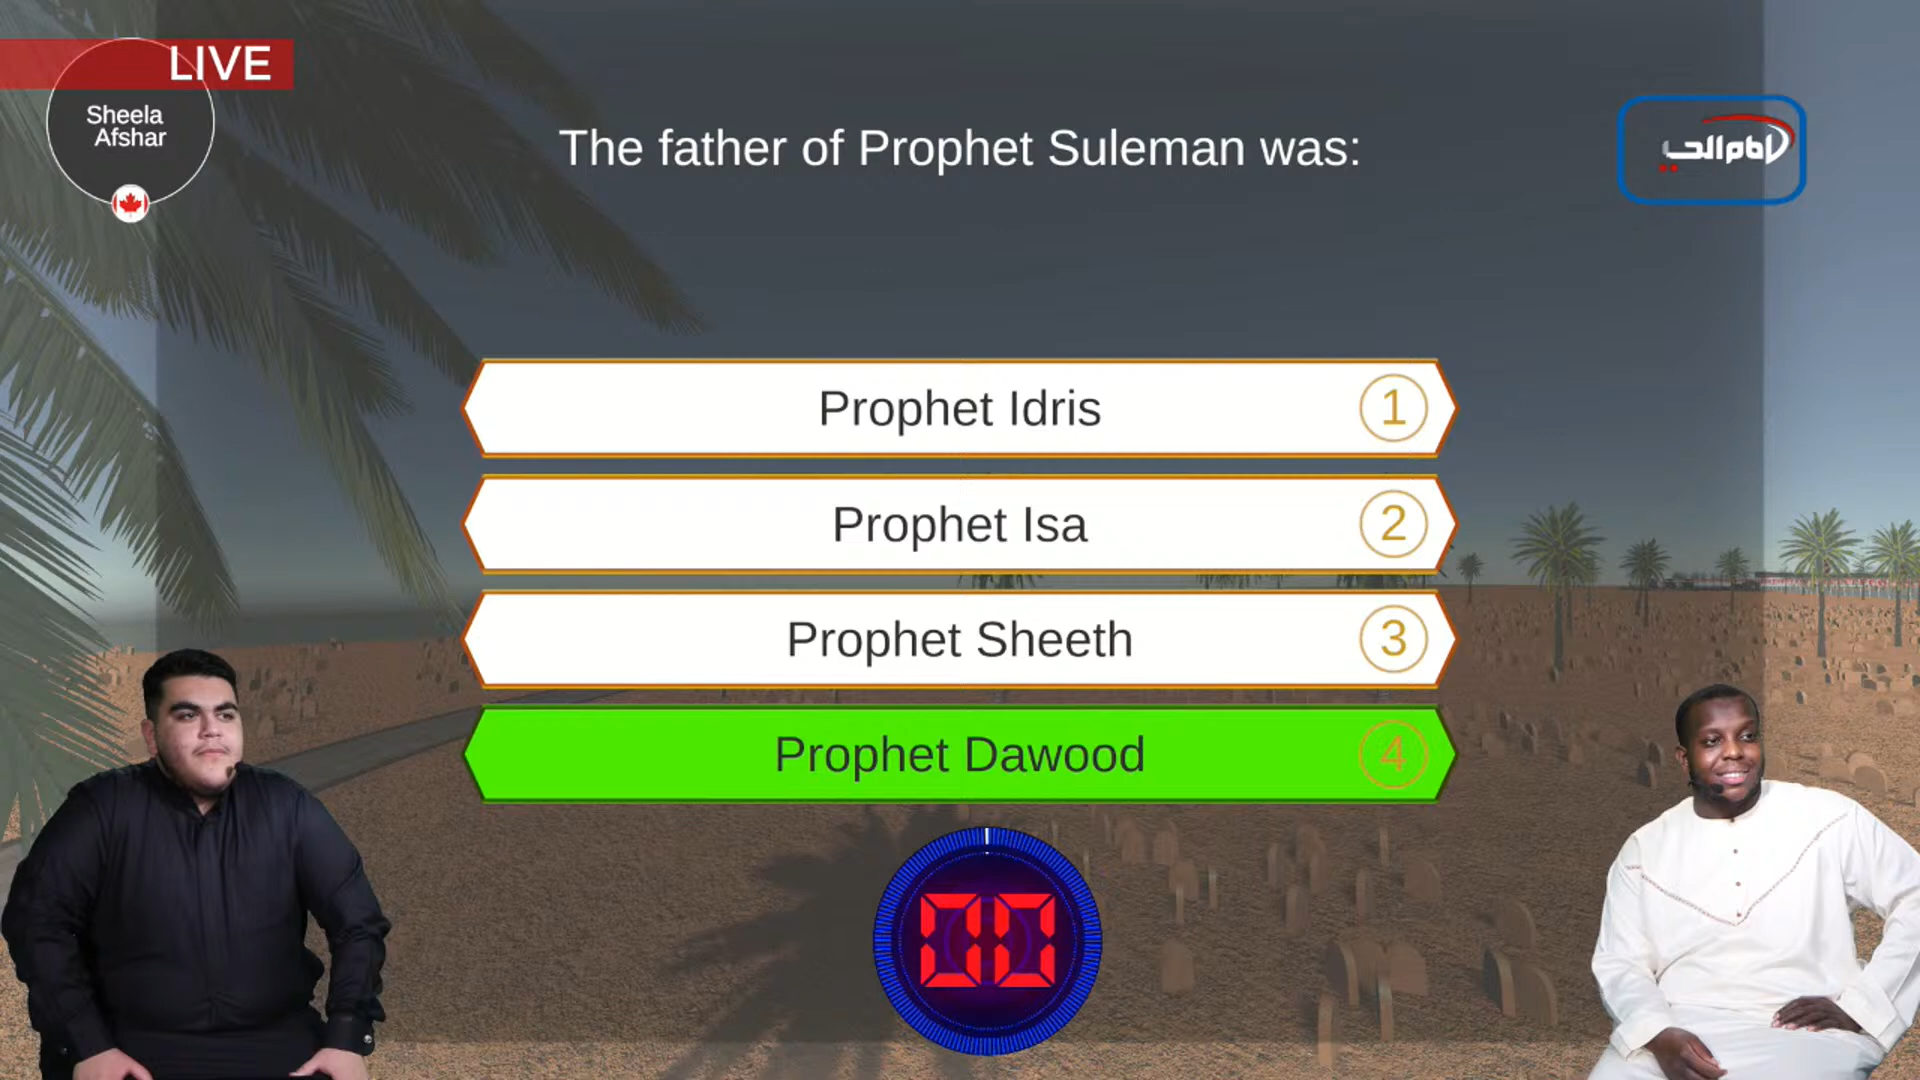 LIVE
Sheela
Afshar
The father of Prophet Suleman was:
Prophet Idris 1
Prophet Isa 2
Prophet Sheeth 3
Prophet Dawood 4
00